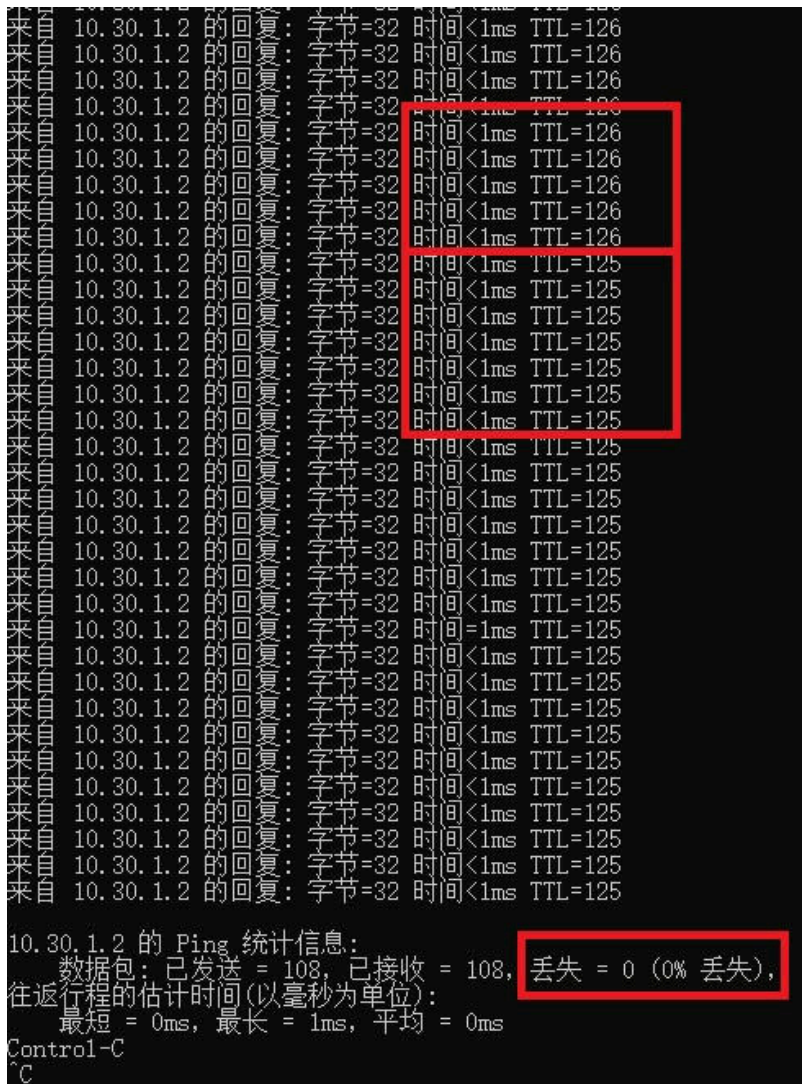 来自 10.30.1.2 的回复: 字节=32 时间<1ms TTL=126
来自 10.30.1.2 的回复: 字节=32 时间<1ms TTL=126
来自 10.30.1.2 的回复: 字节=32 时间<1ms TTL=126
来自 10.30.1.2 的回复: 字节=32 时间<1ms TTL=126
来自 10.30.1.2 的回复: 字节=32 时间<1ms TTL=126
来自 10.30.1.2 的回复: 字节=32 时间<1ms TTL=126
来自 10.30.1.2 的回复: 字节=32 时间<1ms TTL=126
来自 10.30.1.2 的回复: 字节=32 时间<1ms TTL=126
来自 10.30.1.2 的回复: 字节=32 时间<1ms TTL=126
来自 10.30.1.2 的回复: 字节=32 时间<1ms TTL=125
来自 10.30.1.2 的回复: 字节=32 时间<1ms TTL=125
来自 10.30.1.2 的回复: 字节=32 时间<1ms TTL=125
来自 10.30.1.2 的回复: 字节=32 时间<1ms TTL=125
来自 10.30.1.2 的回复: 字节=32 时间<1ms TTL=125
来自 10.30.1.2 的回复: 字节=32 时间<1ms TTL=125
来自 10.30.1.2 的回复: 字节=32 时间<1ms TTL=125
来自 10.30.1.2 的回复: 字节=32 时间<1ms TTL=125
来自 10.30.1.2 的回复: 字节=32 时间<1ms TTL=125
来自 10.30.1.2 的回复: 字节=32 时间<1ms TTL=125
来自 10.30.1.2 的回复: 字节=32 时间<1ms TTL=125
来自 10.30.1.2 的回复: 字节=32 时间<1ms TTL=125
来自 10.30.1.2 的回复: 字节=32 时间<1ms TTL=125
来自 10.30.1.2 的回复: 字节=32 时间<1ms TTL=125
来自 10.30.1.2 的回复: 字节=32 时间=1ms TTL=125
来自 10.30.1.2 的回复: 字节=32 时间<1ms TTL=125
来自 10.30.1.2 的回复: 字节=32 时间<1ms TTL=125
来自 10.30.1.2 的回复: 字节=32 时间<1ms TTL=125
来自 10.30.1.2 的回复: 字节=32 时间<1ms TTL=125
来自 10.30.1.2 的回复: 字节=32 时间<1ms TTL=125
来自 10.30.1.2 的回复: 字节=32 时间<1ms TTL=125
来自 10.30.1.2 的回复: 字节=32 时间<1ms TTL=125
来自 10.30.1.2 的回复: 字节=32 时间<1ms TTL=125
来自 10.30.1.2 的回复: 字节=32 时间<1ms TTL=125
来自 10.30.1.2 的回复: 字节=32 时间<1ms TTL=125
10.30.1.2 的 Ping 统计信息:
数据包: 已发送 = 108, 已接收 = 108, 丢失 = 0 (0% 丢失),
往返行程的估计时间(以毫秒为单位):
最短 = 0ms, 最长 = 1ms, 平均 = 0ms
Control-C
^C